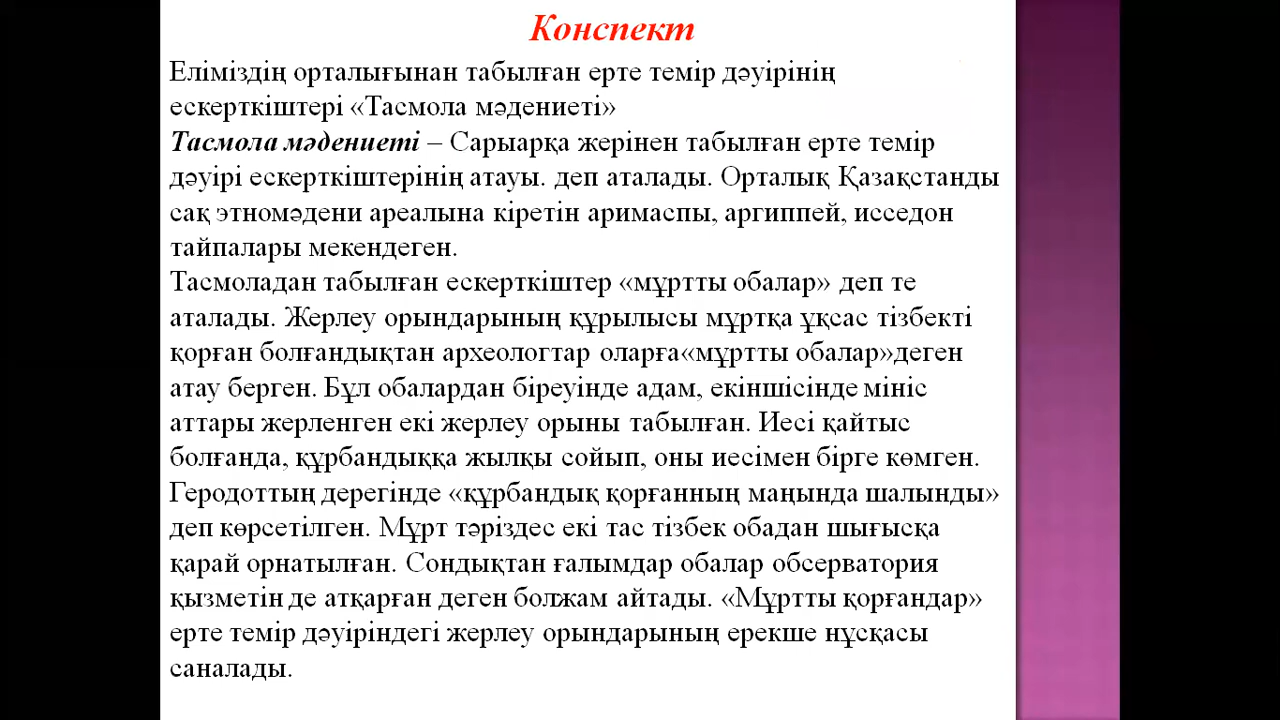 Конспект
Еліміздің орталығынан табылған ерте темір дәуірінің
ескерткіштері «Тасмола мәдениеті»
Тасмола мәдениеті – Сарыарқа жерінен табылған ерте темір
дәуірі ескерткіштерінің атауы. деп аталады. Орталық Қазақстанды
сақ этномәдени ареалына кіретін аримаспы, аргиппей, исседон
тайпалары мекендеген.
Тасмоладан табылған ескерткіштер «мұртты обалар» деп те
аталады. Жерлеу орындарының құрылысы мұртқа ұқсас тізбекті
қорған болғандықтан археологтар оларға«мұртты обалар»деген
атау берген. Бұл обалардан біреуінде адам, екіншісінде мініс
аттары жерленген екі жерлеу орыны табылған. Иесі қайтыс
болғанда, құрбандыққа жылқы сойып, оны иесімен бірге көмген.
Геродоттың дерегінде «құрбандық қорғанның маңында шалынды»
деп көрсетілген. Мұрт тәріздес екі тас тізбек обадан шығысқа
қарай орнатылған. Сондықтан ғалымдар обалар обсерватория
қызметін де атқарған деген болжам айтады. «Мұртты қорғандар»
ерте темір дәуіріндегі жерлеу орындарының ерекше нұсқасы
саналады.